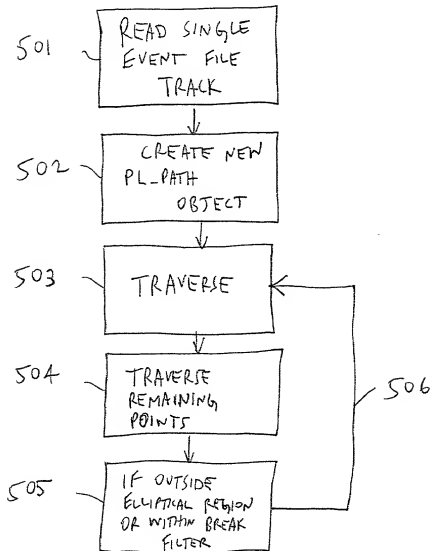 501
READ SINGLE
EVENT FILE
TRACK
502
CREATE NEW
PL_PATH
OBJECT
503
TRAVERSE
504
TRAVERSE
REMAINING
POINTS
506
505
IF OUTSIDE
ELLIPTICAL REGION
OR WITHIN BREAK
FILTER